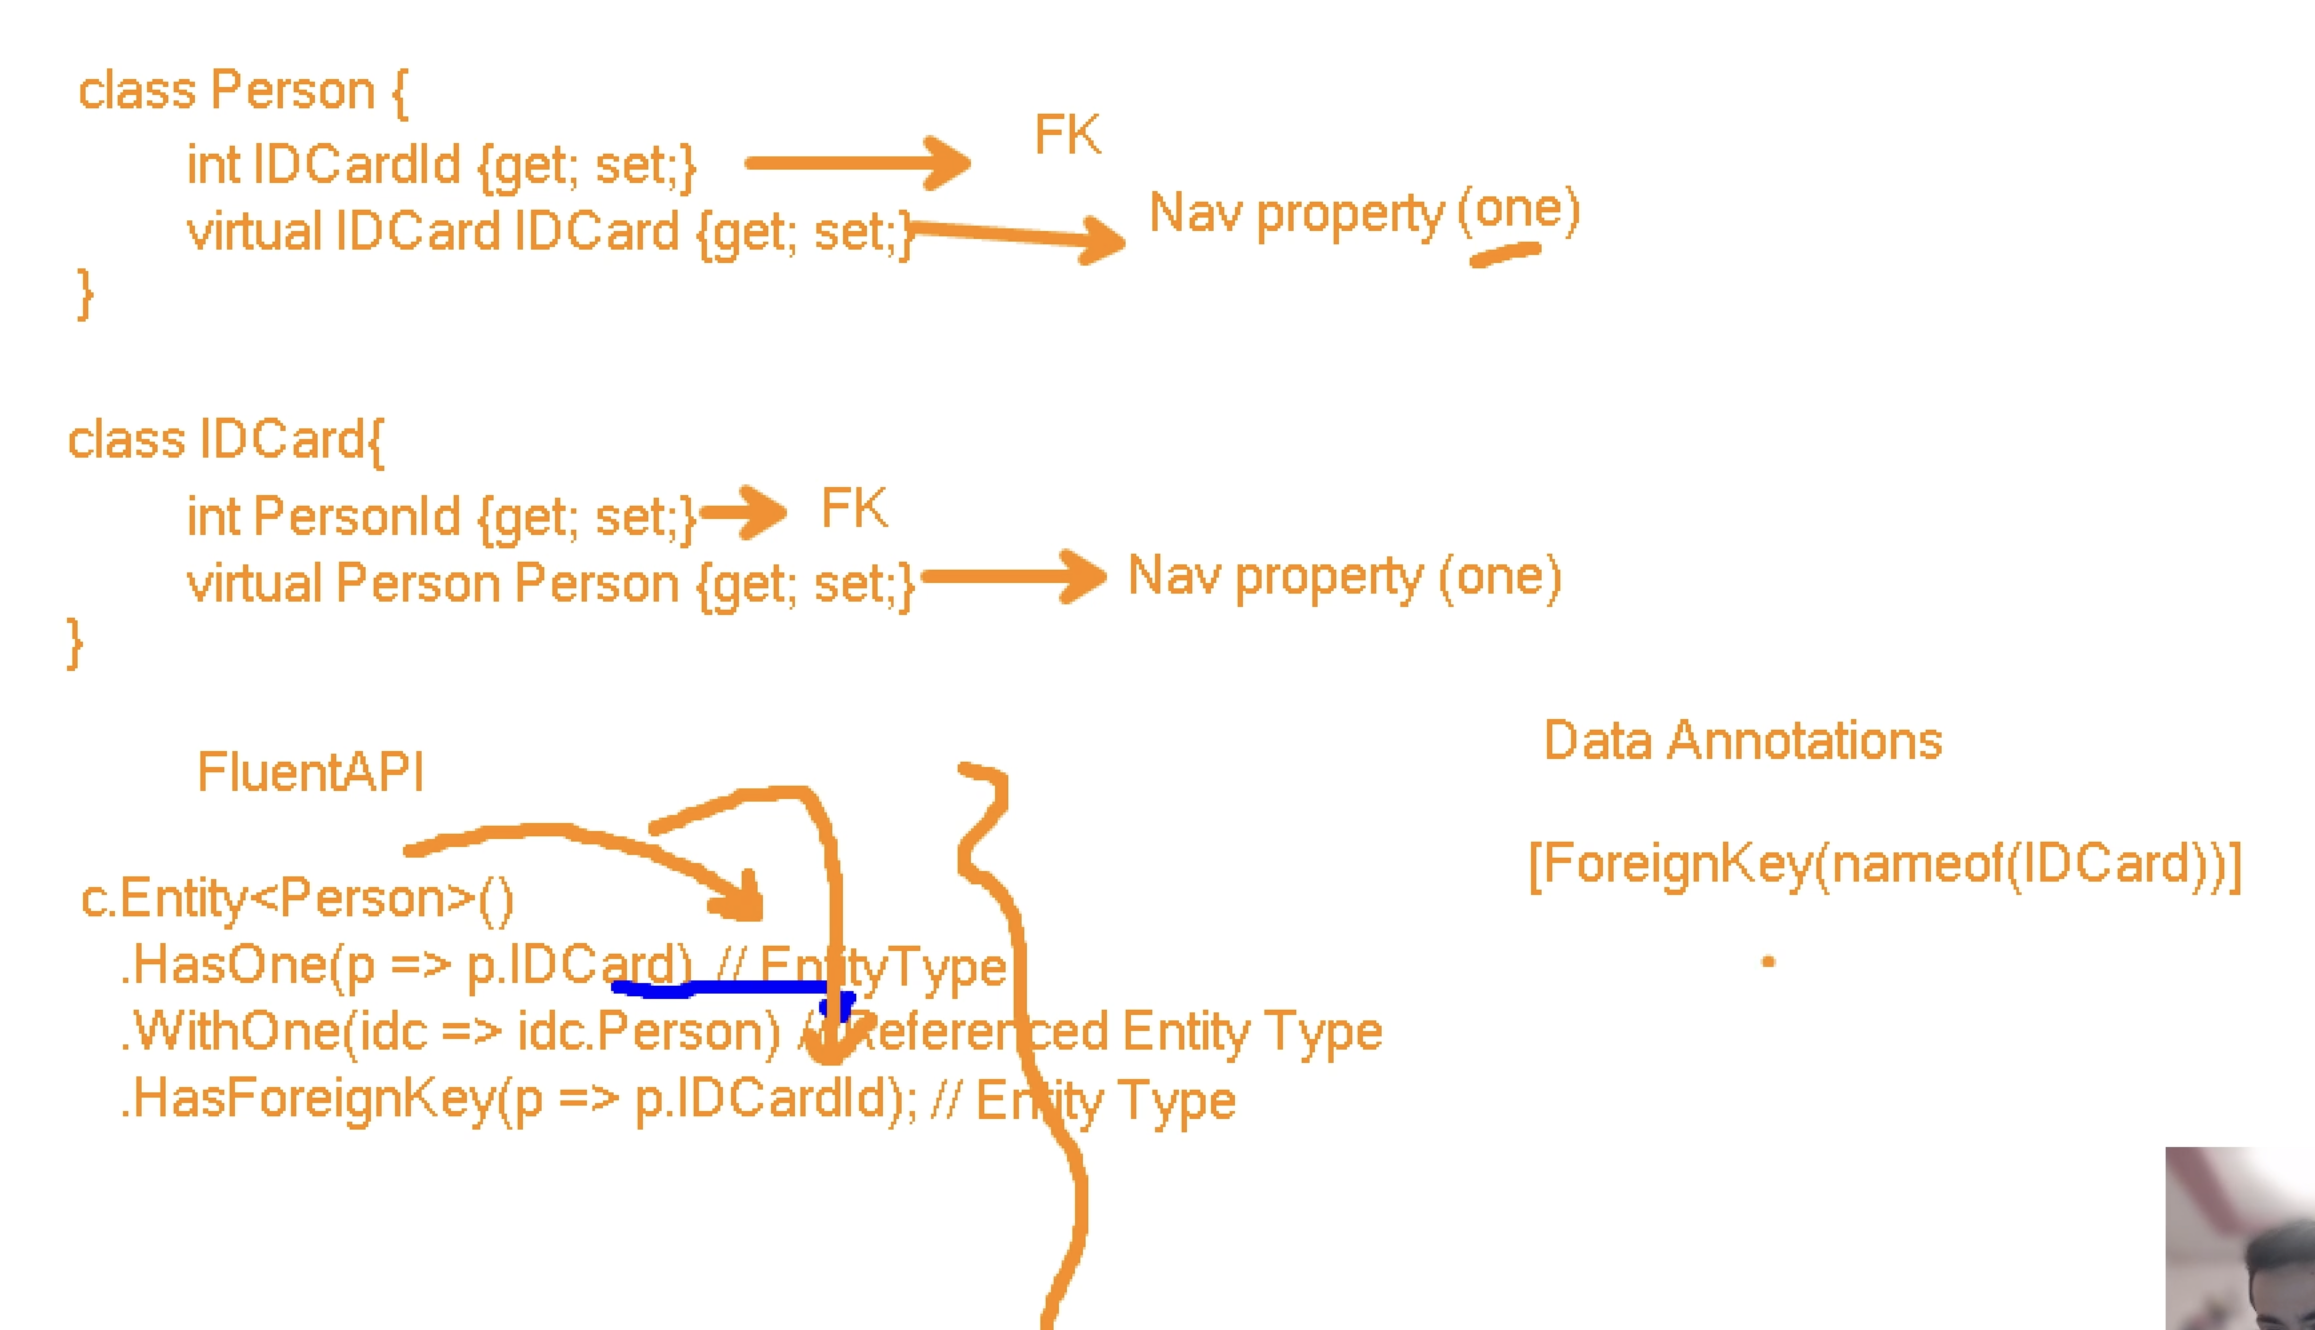 class Person {
int IDCardId {get; set;}
FK
virtual IDCard IDCard {get; set;}
Nav property (one)
}
class IDCard{
int PersonId {get; set;}
FK
virtual Person Person {get; set;}
Nav property (one)
}
FluentAPI
c.Entity<Person>()
.HasOne(p => p.IDCard) // EntityType
.WithOne(idc => idc.Person) // Referenced Entity Type
.HasForeignKey(p => p.IDCardId); // Entity Type
Data Annotations
[ForeignKey(nameof(IDCard))]